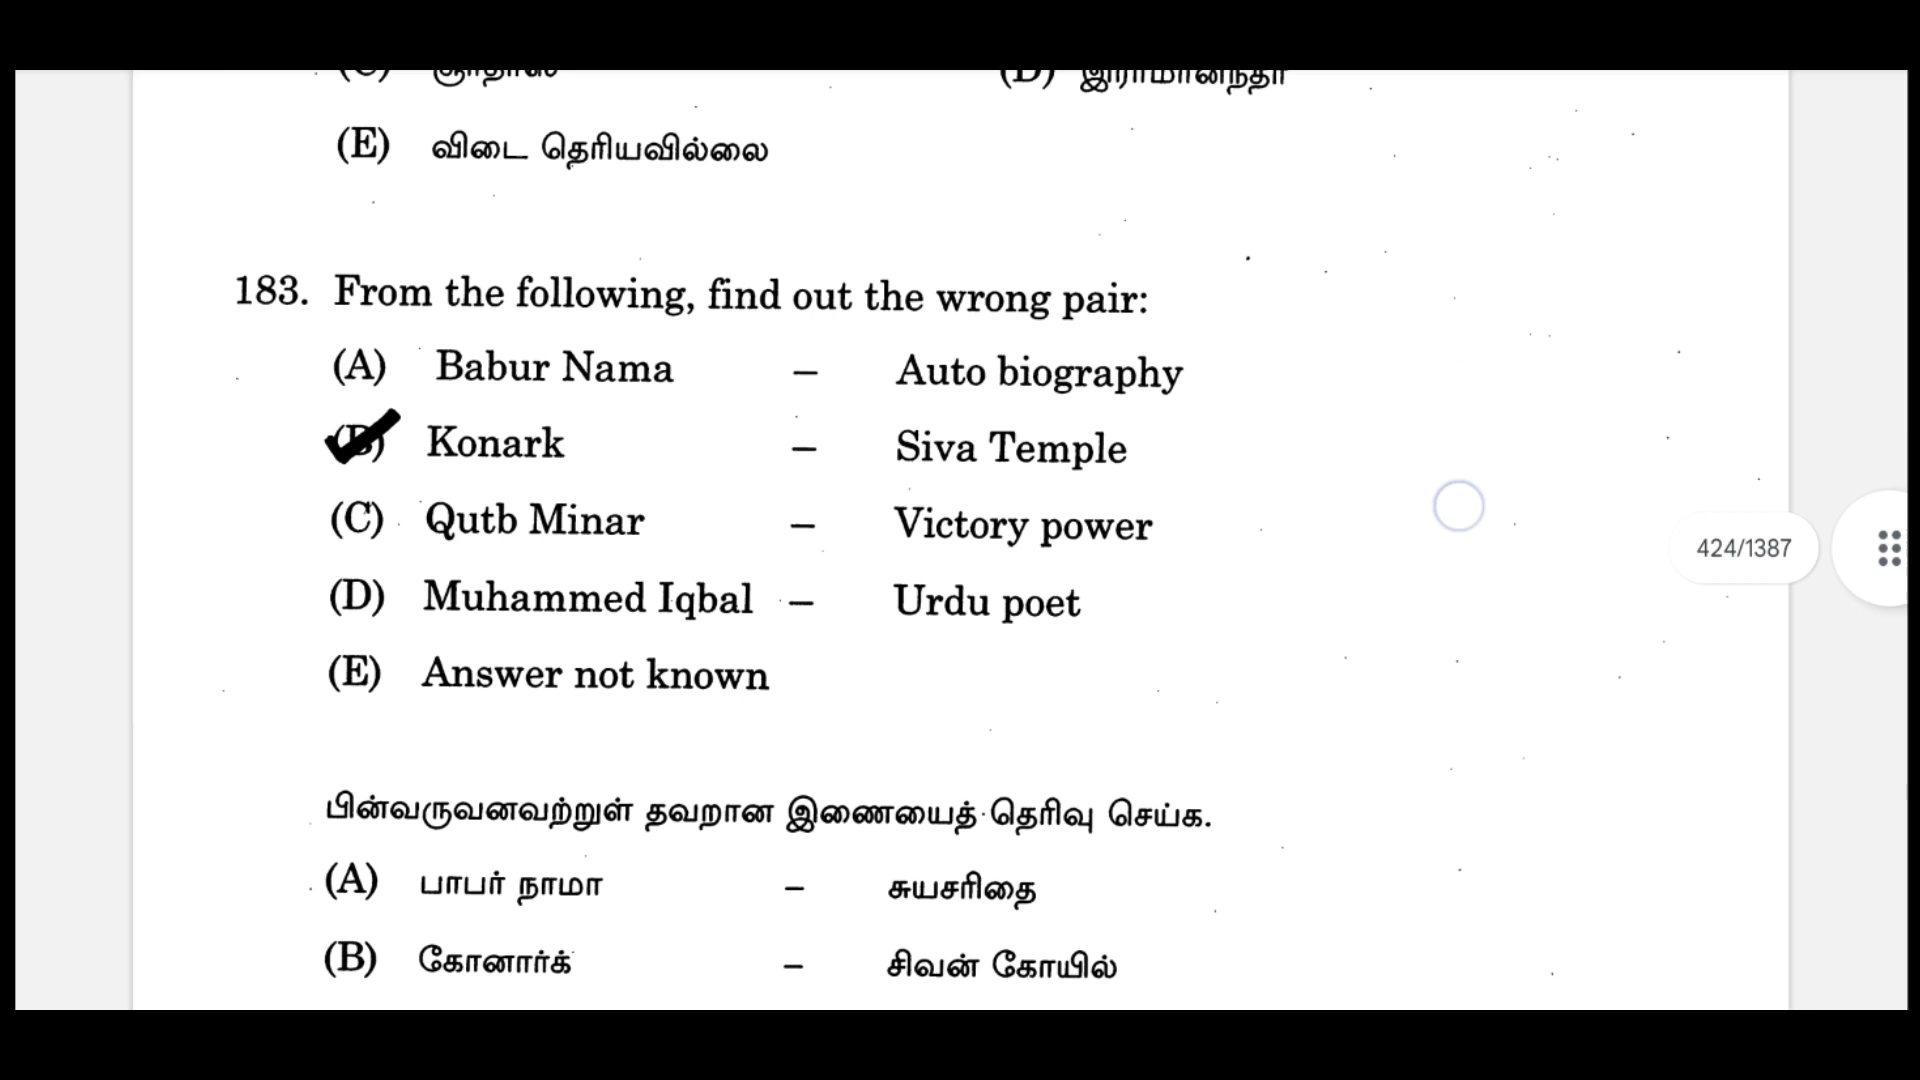 (E) விடை தெரியவில்லை
183. From the following, find out the wrong pair:
(A) Babur Nama – Auto biography
(B) Konark – Siva Temple
(C) Qutb Minar – Victory power
(D) Muhammed Iqbal – Urdu poet
(E) Answer not known
424/1387
பின்வருவனவற்றுள் தவறான இணையைத் தெரிவு செய்க.
(A) பாபர் நாமா – சுயசரிதை
(B) கோனார்க் – சிவன் கோயில்